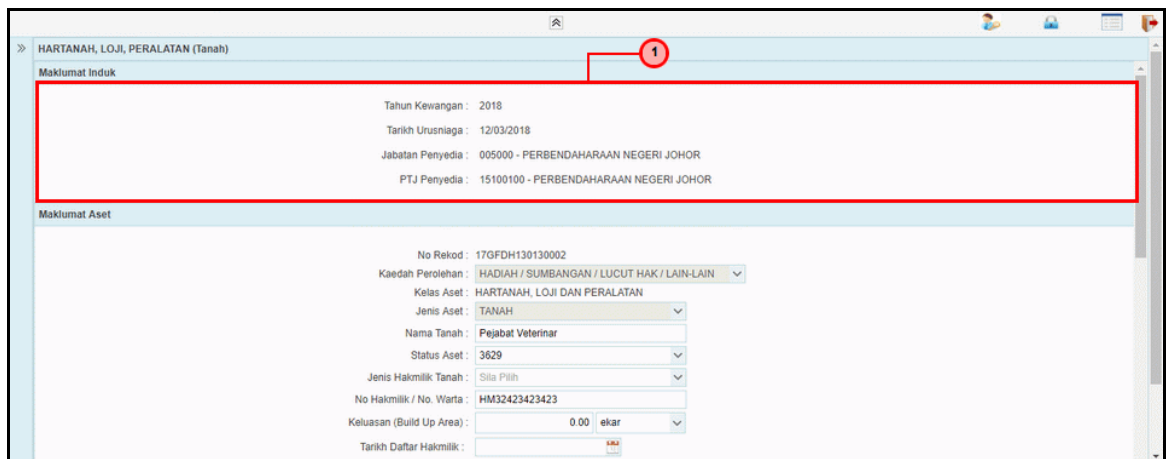 1
HARTANAH, LOJI, PERALATAN (Tanah)
Maklumat Induk
Tahun Kewangan : 2018
Tarikh Urusniaga : 12/03/2018
Jabatan Penyedia : 005000 - PERBENDAHARAAN NEGERI JOHOR
PTJ Penyedia : 15100100 - PERBENDAHARAAN NEGERI JOHOR
Maklumat Aset
No Rekod : 17GFDH130130002
Kaedah Perolehan : HADIAH / SUMBANGAN / LUCUT HAK / LAIN-LAIN
Kelas Aset : HARTANAH, LOJI DAN PERALATAN
Jenis Aset : TANAH
Nama Tanah : Pejabat Veterinar
Status Aset : 3629
Jenis Hakmilik Tanah : Sila Pilih
No Hakmilik / No. Warta : HM32423423423
Keluasan (Build Up Area) : 0.00 ekar
Tarikh Daftar Hakmilik :